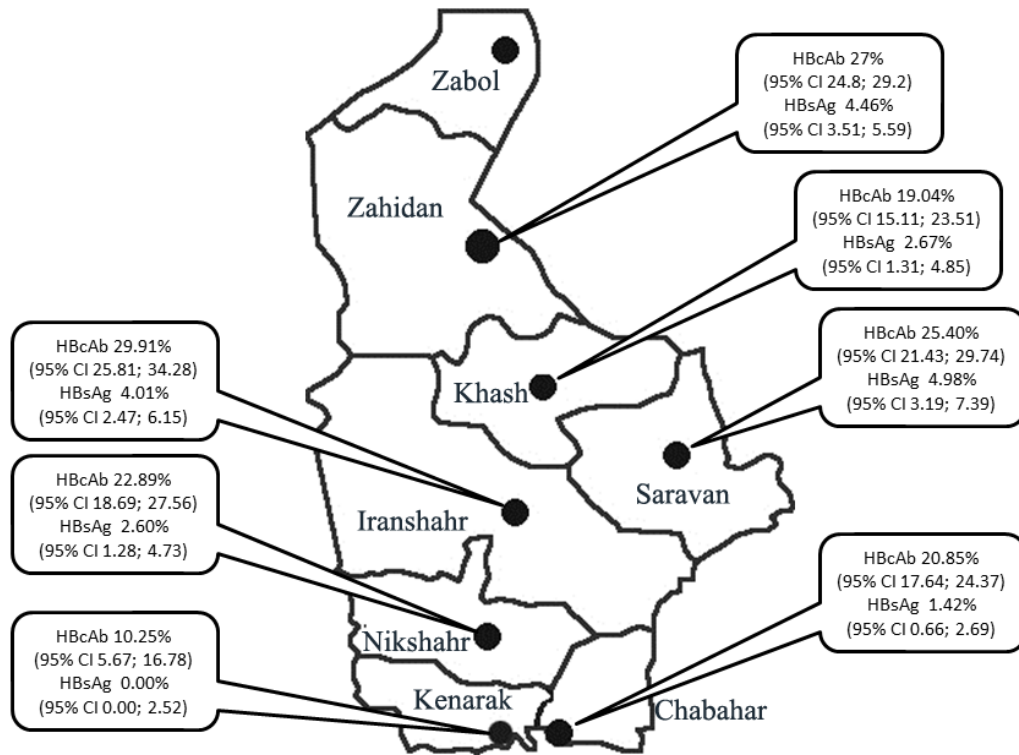 Zabol
HBcAb 27%
(95% CI 24.8; 29.2)
HBsAg 4.46%
(95% CI 3.51; 5.59)
Zahidan
HBcAb 19.04%
(95% CI 15.11; 23.51)
HBsAg 2.67%
(95% CI 1.31; 4.85)
HBcAb 29.91%
(95% CI 25.81; 34.28)
HBsAg 4.01%
(95% CI 2.47; 6.15)
Khash
HBcAb 25.40%
(95% CI 21.43; 29.74)
HBsAg 4.98%
(95% CI 3.19; 7.39)
Saravan
HBcAb 22.89%
(95% CI 18.69; 27.56)
HBsAg 2.60%
(95% CI 1.28; 4.73)
Iranshahr
HBcAb 20.85%
(95% CI 17.64; 24.37)
HBsAg 1.42%
(95% CI 0.66; 2.69)
HBcAb 10.25%
(95% CI 5.67; 16.78)
HBsAg 0.00%
(95% CI 0.00; 2.52)
Nikshahr
Kenarak
Chabahar